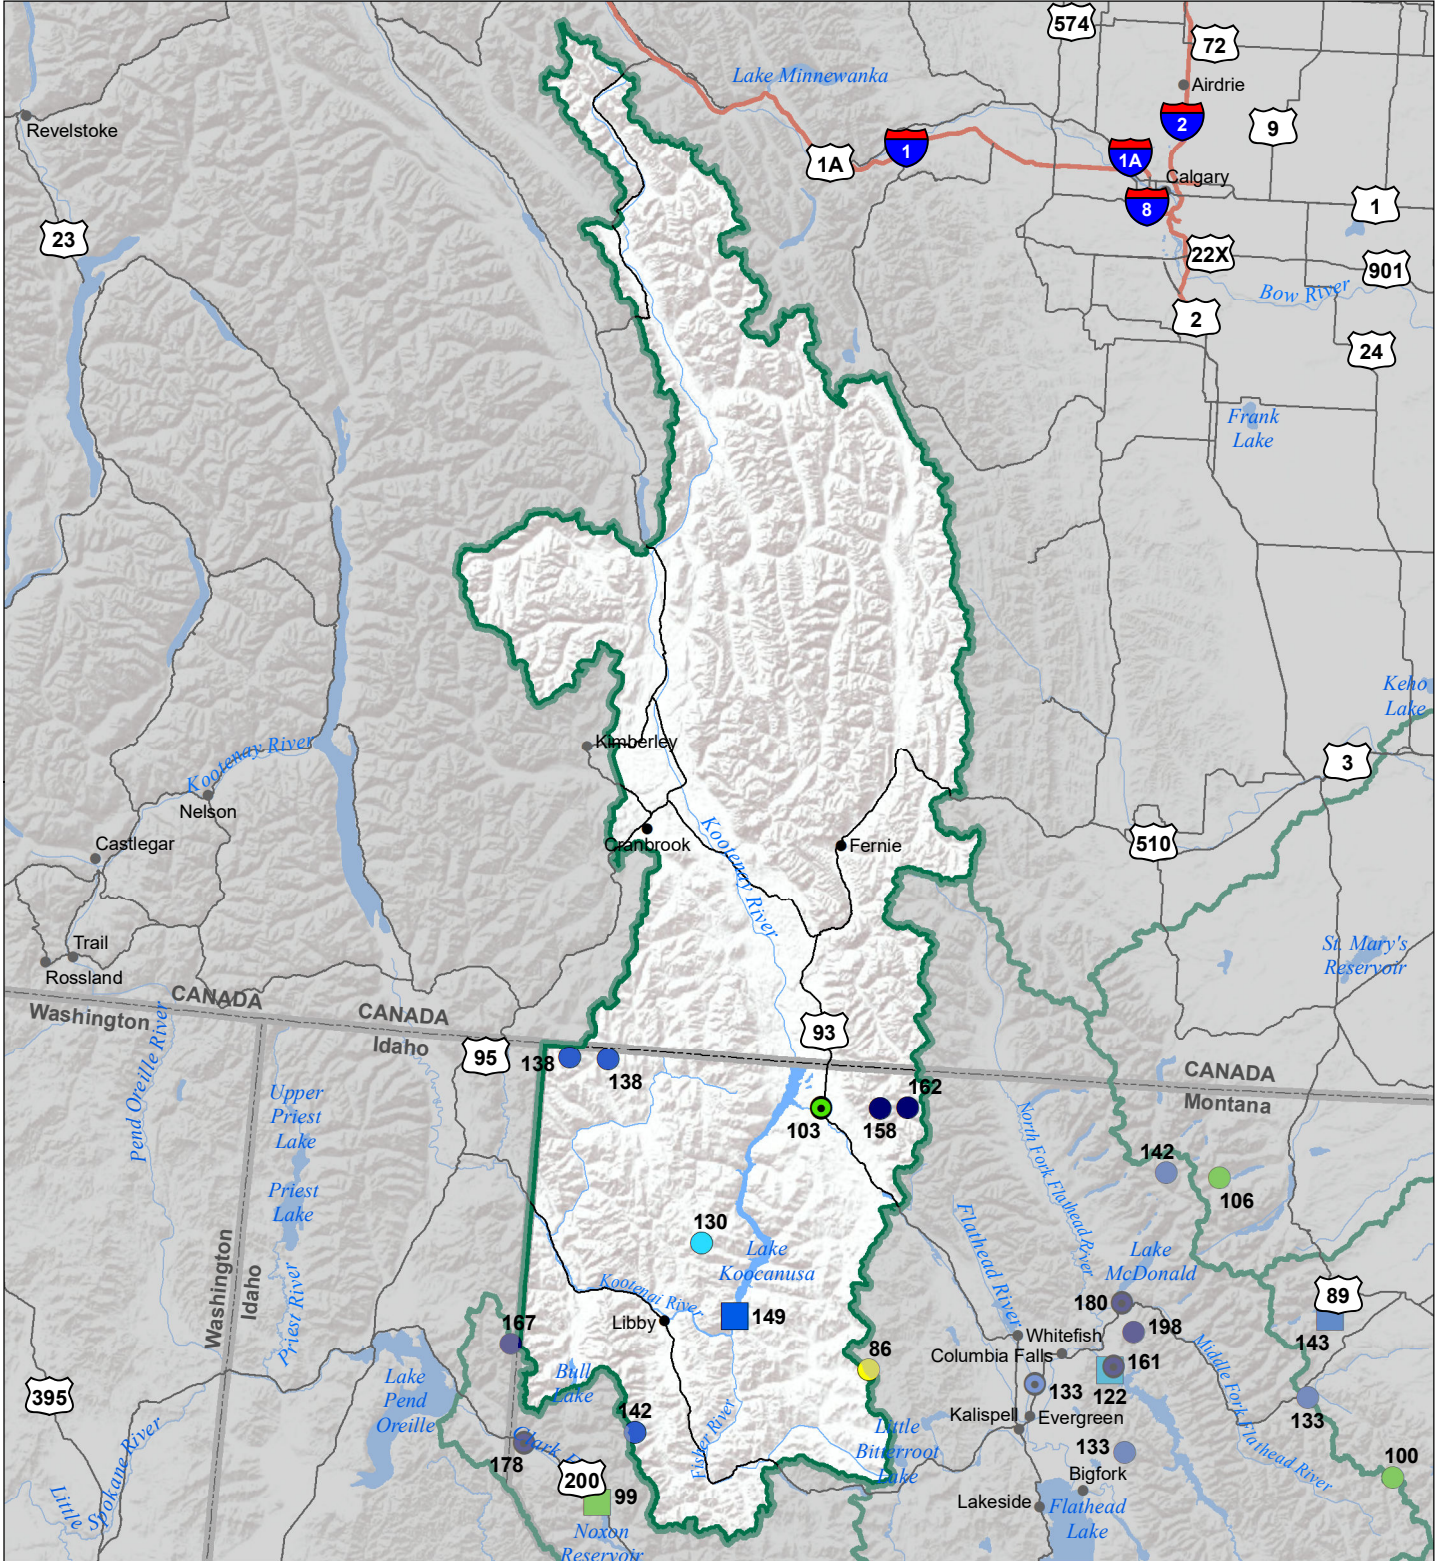 574
72
Airdrie
Lake Minnewanka
2
9
Revelstoke
1A
1
1A
Calgary
8
1
23
22X
901
Bow River
2
24
Frank
Lake
Keho
Lake
Kimberley
Kootenay River
3
Nelson
Castlegar
Cranbrook
Kootenay River
Fernie
510
Trail
Rossland
St. Mary's
Reservoir
CANADA
Washington
CANADA
Idaho
93
95
138
138
CANADA
Montana
Pend Oreille River
Upper
Priest
Lake
162
103
158
North Fork Flathead River
142
106
Priest
Lake
130
Lake
Koocanusa
Flathead River
Lake
McDonald
Washington
Idaho
Priest River
Kootenai River
Libby
149
180
89
143
167
198
Whitefish
Columbia Falls
161
Middle Fork Flathead River
86
Bull
Lake
122
133
133
395
Lake
Pend
Oreille
142
Fisher River
Kalispell
Evergreen
Little
Bitterroot
Lake
133
Little
Spokane River
178
200
99
Bigfork
100
Lakeside
Flathead
Lake
Noxon
Reservoir